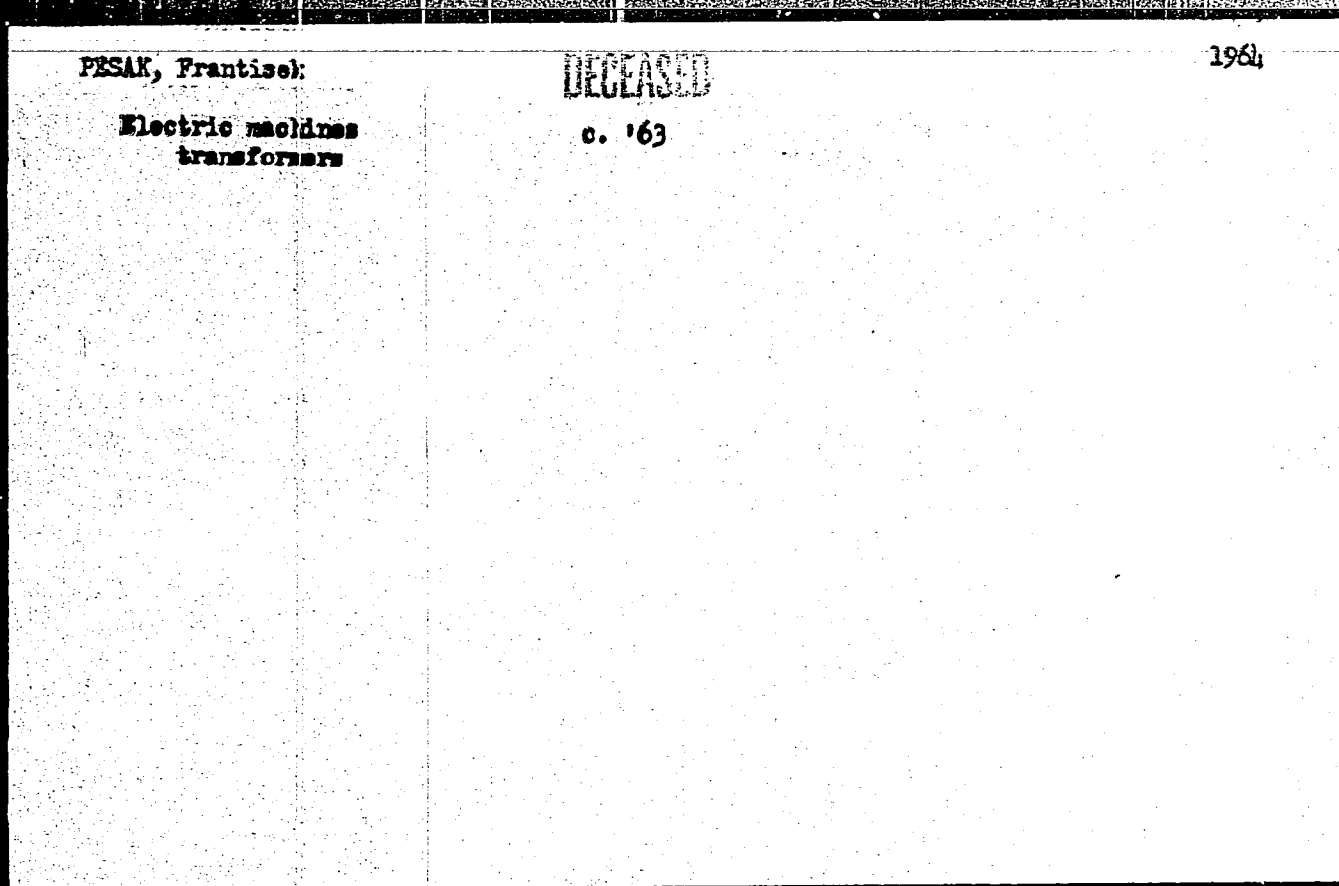 PESAK, Frantisek
DECEASED
1964
Electric machines
c. '63
transformers